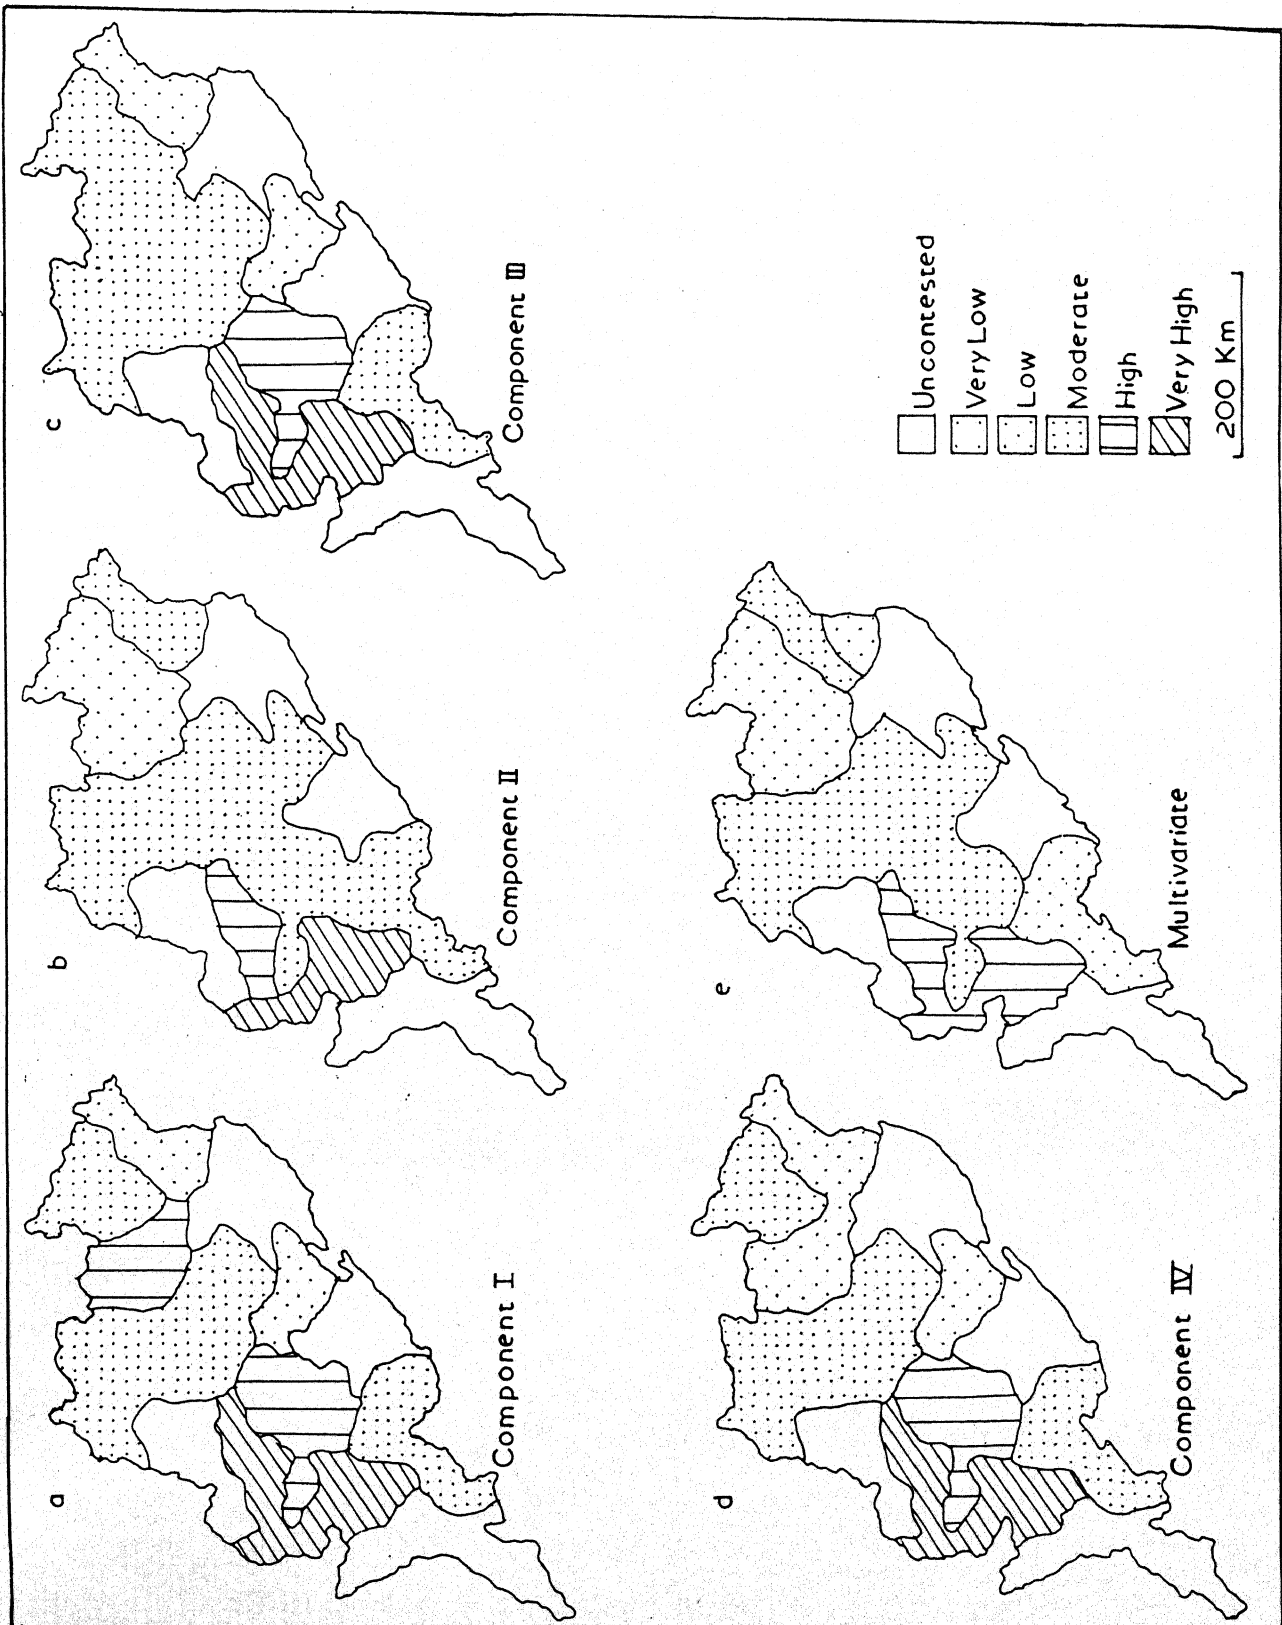 a
Component I
b
Component II
c
Component III
d
Component IV
e
Multivariate
Uncontested
Very Low
Low
Moderate
High
Very High
200 Km